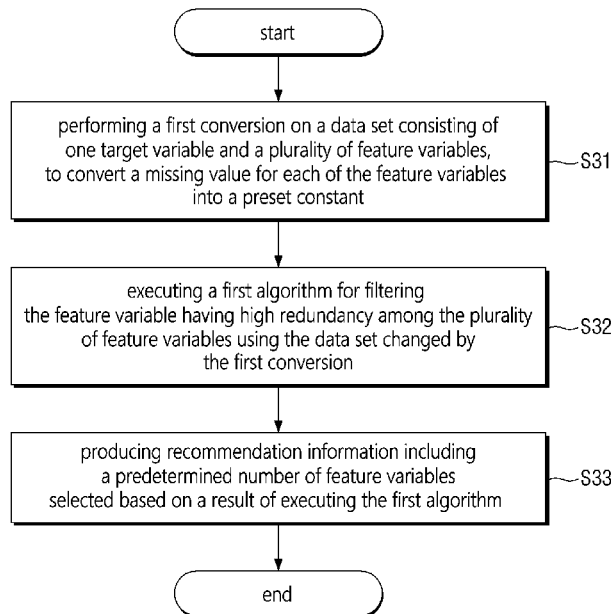 start
performing a first conversion on a data set consisting of
one target variable and a plurality of feature variables,
to convert a missing value for each of the feature variables
into a preset constant
S31
executing a first algorithm for filtering
the feature variable having high redundancy among the plurality
of feature variables using the data set changed by
the first conversion
S32
producing recommendation information including
a predetermined number of feature variables
selected based on a result of executing the first algorithm
S33
end